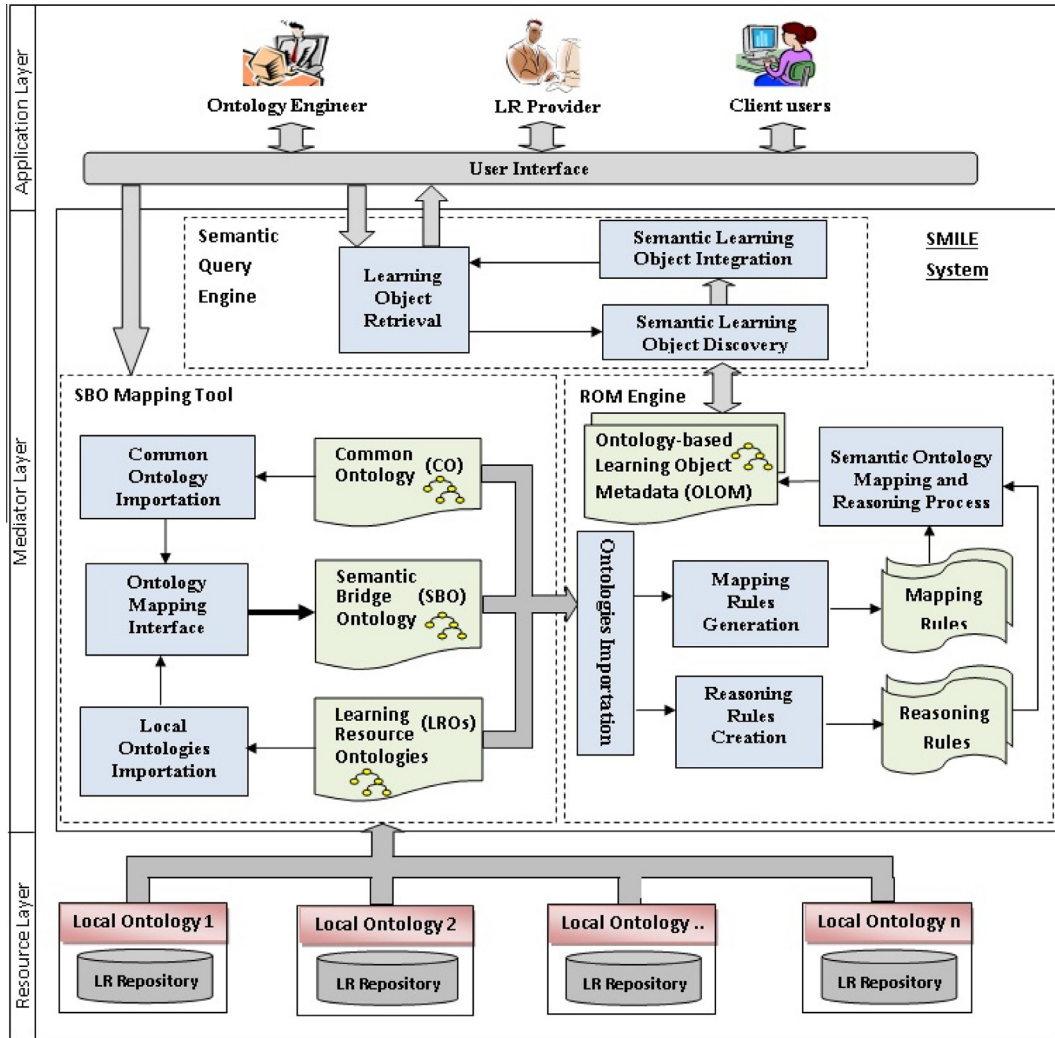 Application Layer
Ontology Engineer
LR Provider
Client users
User Interface
Mediator Layer
Semantic
Query
Engine
Learning
Object
Retrieval
Semantic Learning
Object Integration
Semantic Learning
Object Discovery
SMILE
System
SBO Mapping Tool
Common
Ontology
Importation
Common (CO)
Ontology
Ontology
Mapping
Interface
Semantic
Bridge (SBO)
Ontology
Local
Ontologies
Importation
Learning
Resource (LROs)
Ontologies
ROM Engine
Ontology-based
Learning Object
Metadata (OLOM)
Semantic Ontology
Mapping and
Reasoning Process
Ontologies Importation
Mapping
Rules
Generation
Mapping
Rules
Reasoning
Rules
Creation
Reasoning
Rules
Resource Layer
Local Ontology 1
LR Repository
Local Ontology 2
LR Repository
Local Ontology ..
LR Repository
Local Ontology n
LR Repository